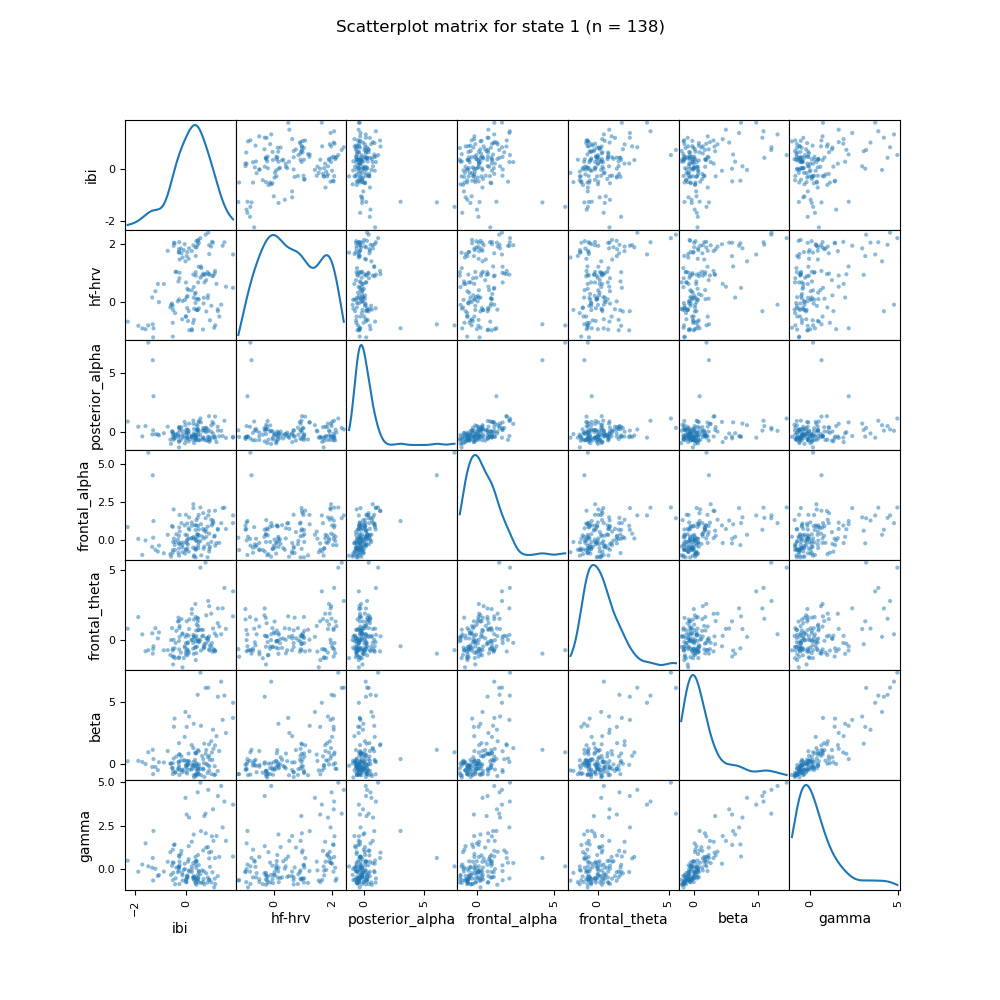 Scatterplot matrix for state 1 (n = 138)
ibi
0
-2
hf-hrv
2
0
posterior_alpha
5
0
frontal_alpha
5.0
2.5
0.0
frontal_theta
5
0
beta
5
0
gamma
5.0
2.5
0.0
−2 0 0 2 0 5 0 5 0 5 0 5 0 5
ibi hf-hrv posterior_alpha frontal_alpha frontal_theta beta gamma